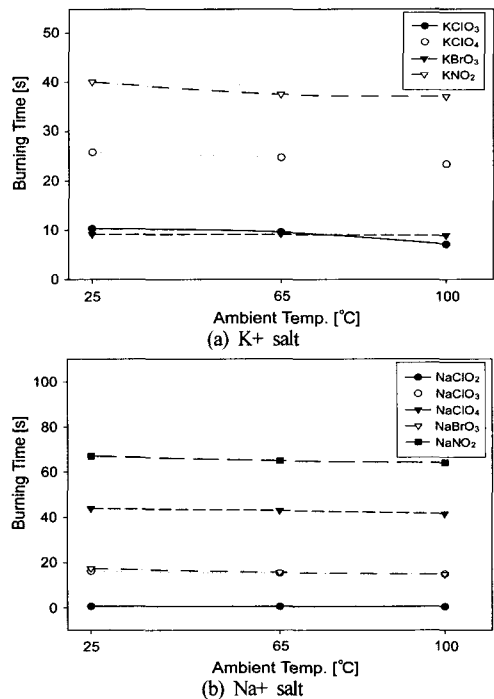 KClO₃
KClO₄
KBrO₃
KNO₂
50
40
30
20
10
0
Burning Time [s]
25
65
100
Ambient Temp. [°C]
(a) K+ salt
NaClO₂
NaClO₃
NaClO₄
NaBrO₃
NaNO₂
100
80
60
40
20
0
Burning Time [s]
25
65
100
Ambient Temp. [°C]
(b) Na+ salt